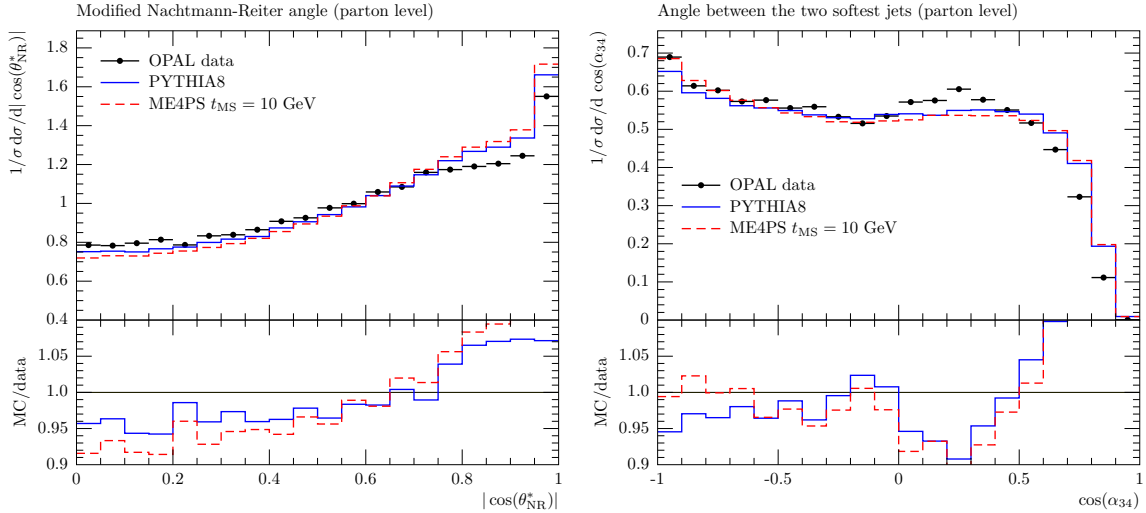 Modified Nachtmann-Reiter angle (parton level)
1/σ dσ/d| cos(θ*NR)|
1.8
1.6
1.4
1.2
1
0.8
0.6
0.4
OPAL data
PYTHIA8
ME4PS tMS = 10 GeV
MC/data
1.05
1.0
0.95
0.9
0 0.2 0.4 0.6 0.8 1
| cos(θ*NR)|
Angle between the two softest jets (parton level)
1/σ dσ/d cos(α34)
0.7
0.6
0.5
0.4
0.3
0.2
0.1
0.0
OPAL data
PYTHIA8
ME4PS tMS = 10 GeV
MC/data
1.05
1.0
0.95
0.9
-1 -0.5 0 0.5 1
cos(α34)